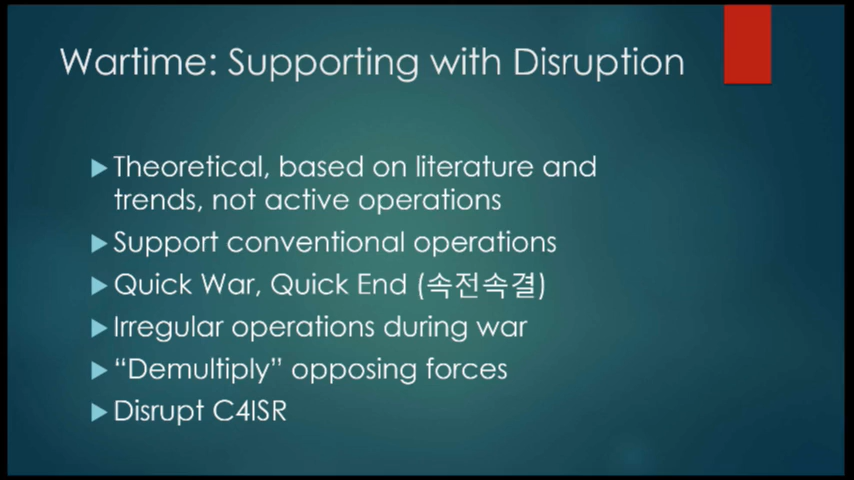 Wartime: Supporting with Disruption
Theoretical, based on literature and
trends, not active operations
Support conventional operations
Quick War, Quick End (속전속결)
Irregular operations during war
“Demultiply” opposing forces
Disrupt C4ISR